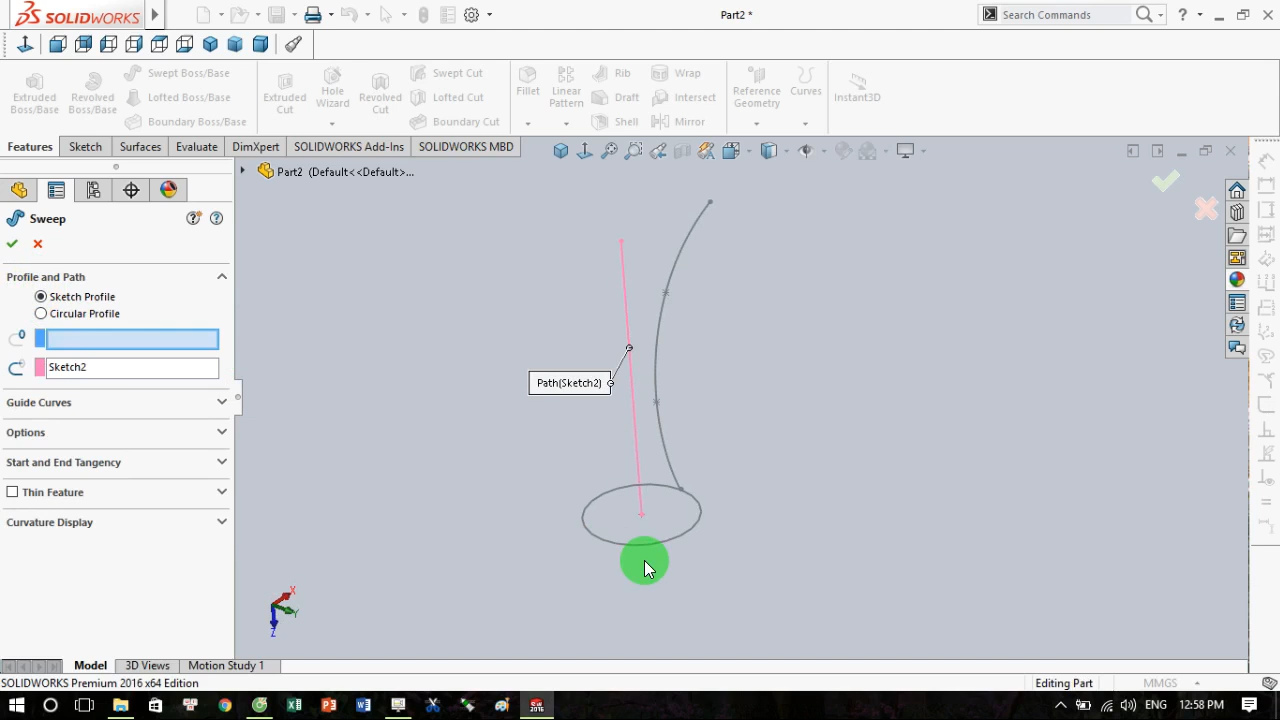 SOLIDWORKS
Part2 *
Search Commands
Extruded Boss/Base
Revolved Boss/Base
Swept Boss/Base
Lofted Boss/Base
Boundary Boss/Base
Extruded Cut
Hole Wizard
Revolved Cut
Swept Cut
Lofted Cut
Boundary Cut
Fillet
Linear Pattern
Rib
Draft
Shell
Wrap
Intersect
Mirror
Reference Geometry
Curves
Instant3D
Features
Sketch
Surfaces
Evaluate
DimXpert
SOLIDWORKS Add-Ins
SOLIDWORKS MBD
Part2 (Default<<Default>...
Sweep
Profile and Path
Sketch Profile
Circular Profile
Sketch2
Guide Curves
Options
Start and End Tangency
Thin Feature
Curvature Display
Path(Sketch2)
X
Y
Z
Model
3D Views
Motion Study 1
SOLIDWORKS Premium 2016 x64 Edition
Editing Part
MMGS
ENG
12:58 PM